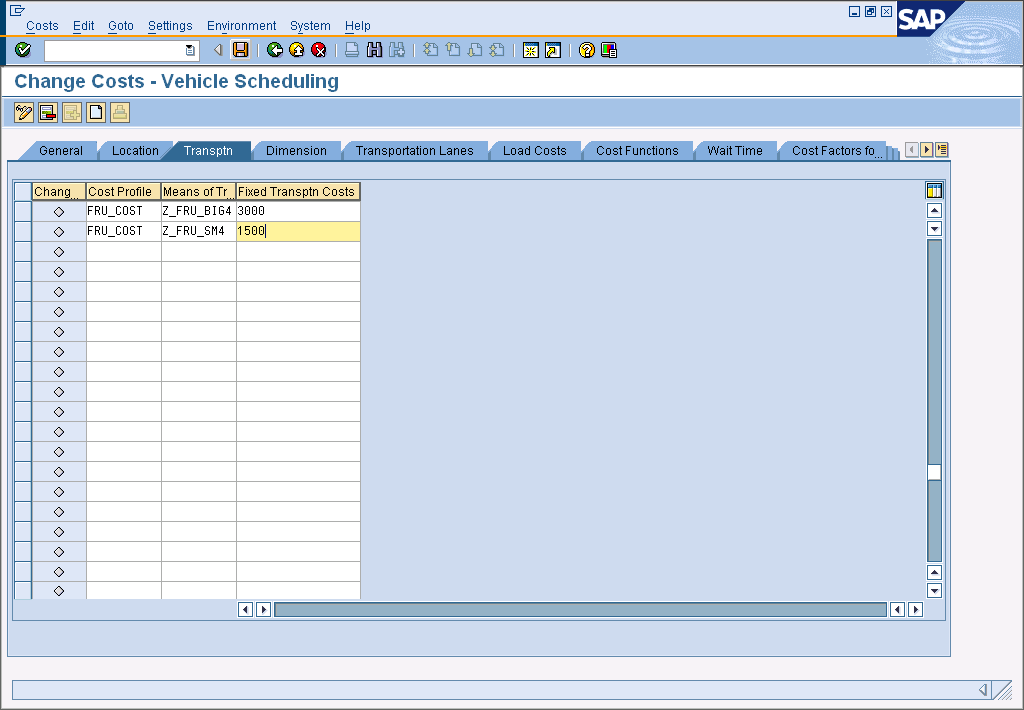 Costs Edit Goto Settings Environment System Help
SAP
Change Costs - Vehicle Scheduling
General Location Transptn Dimension Transportation Lanes Load Costs Cost Functions Wait Time Cost Factors fo...
Chang... Cost Profile Means of Tr... Fixed Transptn Costs
FRU_COST Z_FRU_BIG4 3000
FRU_COST Z_FRU_SM4 1500